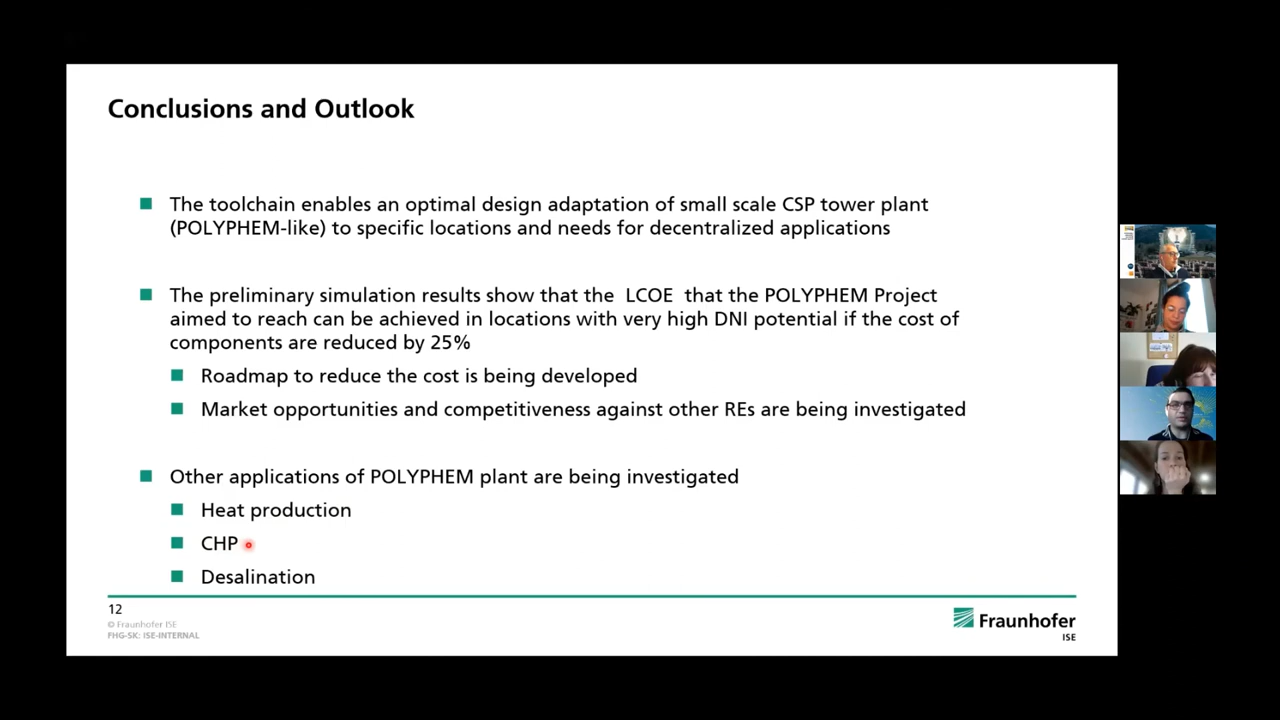 Conclusions and Outlook
The toolchain enables an optimal design adaptation of small scale CSP tower plant
(POLYPHEM-like) to specific locations and needs for decentralized applications
The preliminary simulation results show that the LCOE that the POLYPHEM Project
aimed to reach can be achieved in locations with very high DNI potential if the cost of
components are reduced by 25%
Roadmap to reduce the cost is being developed
Market opportunities and competitiveness against other REs are being investigated
Other applications of POLYPHEM plant are being investigated
Heat production
CHP
Desalination
12
© Fraunhofer ISE
FHG-SK: ISE-INTERNAL
Fraunhofer
ISE